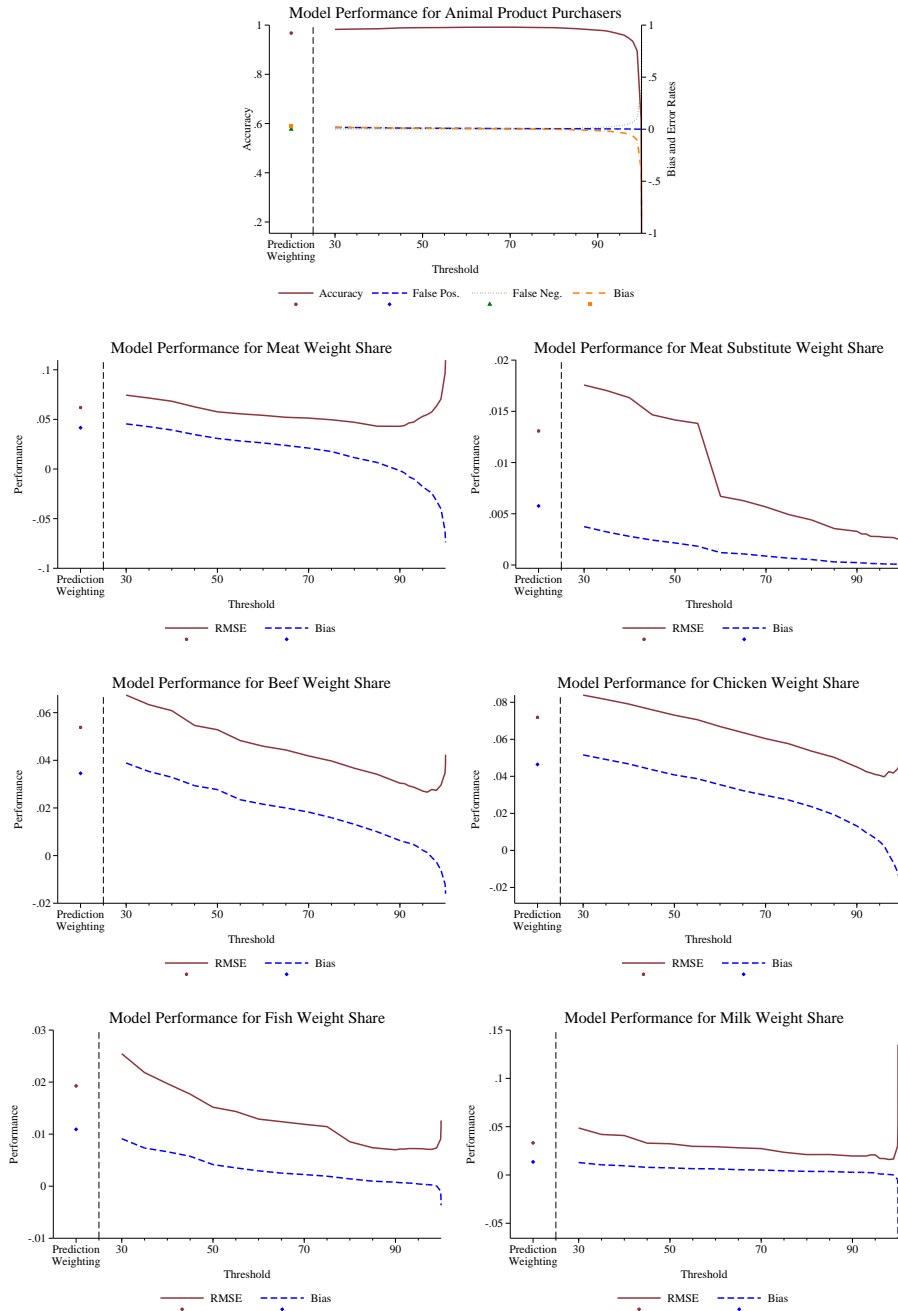 Model Performance for Animal Product Purchasers
1
.8
.6
.4
.2
Accuracy
1
.5
0
-.5
-1
Bias and Error Rates
Prediction
Weighting
30
50
70
90
Threshold
Accuracy
False Pos.
False Neg.
Bias
Model Performance for Meat Weight Share
.1
.05
0
-.05
-.1
Performance
Prediction
Weighting
30
50
70
90
Threshold
RMSE
Bias
Model Performance for Meat Substitute Weight Share
.02
.015
.01
.005
0
Performance
Prediction
Weighting
30
50
70
90
Threshold
RMSE
Bias
Model Performance for Beef Weight Share
.06
.04
.02
0
-.02
Performance
Prediction
Weighting
30
50
70
90
Threshold
RMSE
Bias
Model Performance for Chicken Weight Share
.08
.06
.04
.02
0
-.02
Performance
Prediction
Weighting
30
50
70
90
Threshold
RMSE
Bias
Model Performance for Fish Weight Share
.03
.02
.01
0
-.01
Performance
Prediction
Weighting
30
50
70
90
Threshold
RMSE
Bias
Model Performance for Milk Weight Share
.15
.1
.05
0
-.05
Performance
Prediction
Weighting
30
50
70
90
Threshold
RMSE
Bias